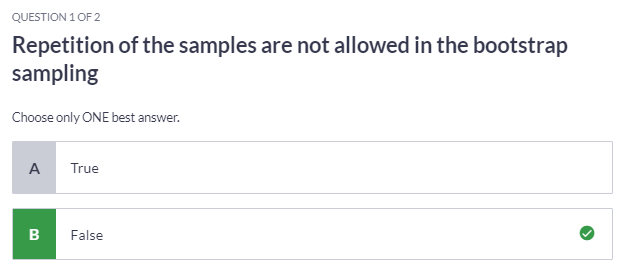 QUESTION 1 OF 2
Repetition of the samples are not allowed in the bootstrap
sampling
Choose only ONE best answer.
A True
B False